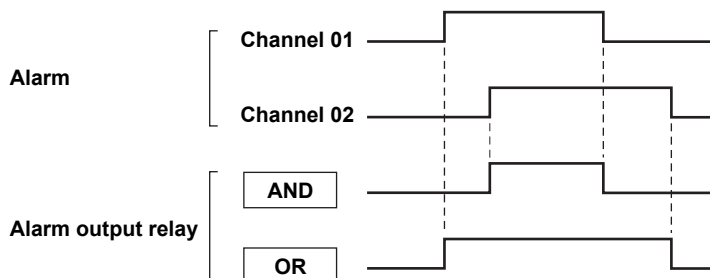 Channel 01
Alarm
Channel 02
AND
Alarm output relay
OR